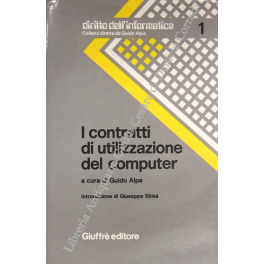 diritto dell'informatica
Collana diretta da Guido Alpa
1
I contratti
di utilizzazione
del computer
a cura di Guido Alpa
introduzione di Giuseppe Sbisà
Giuffrè editore